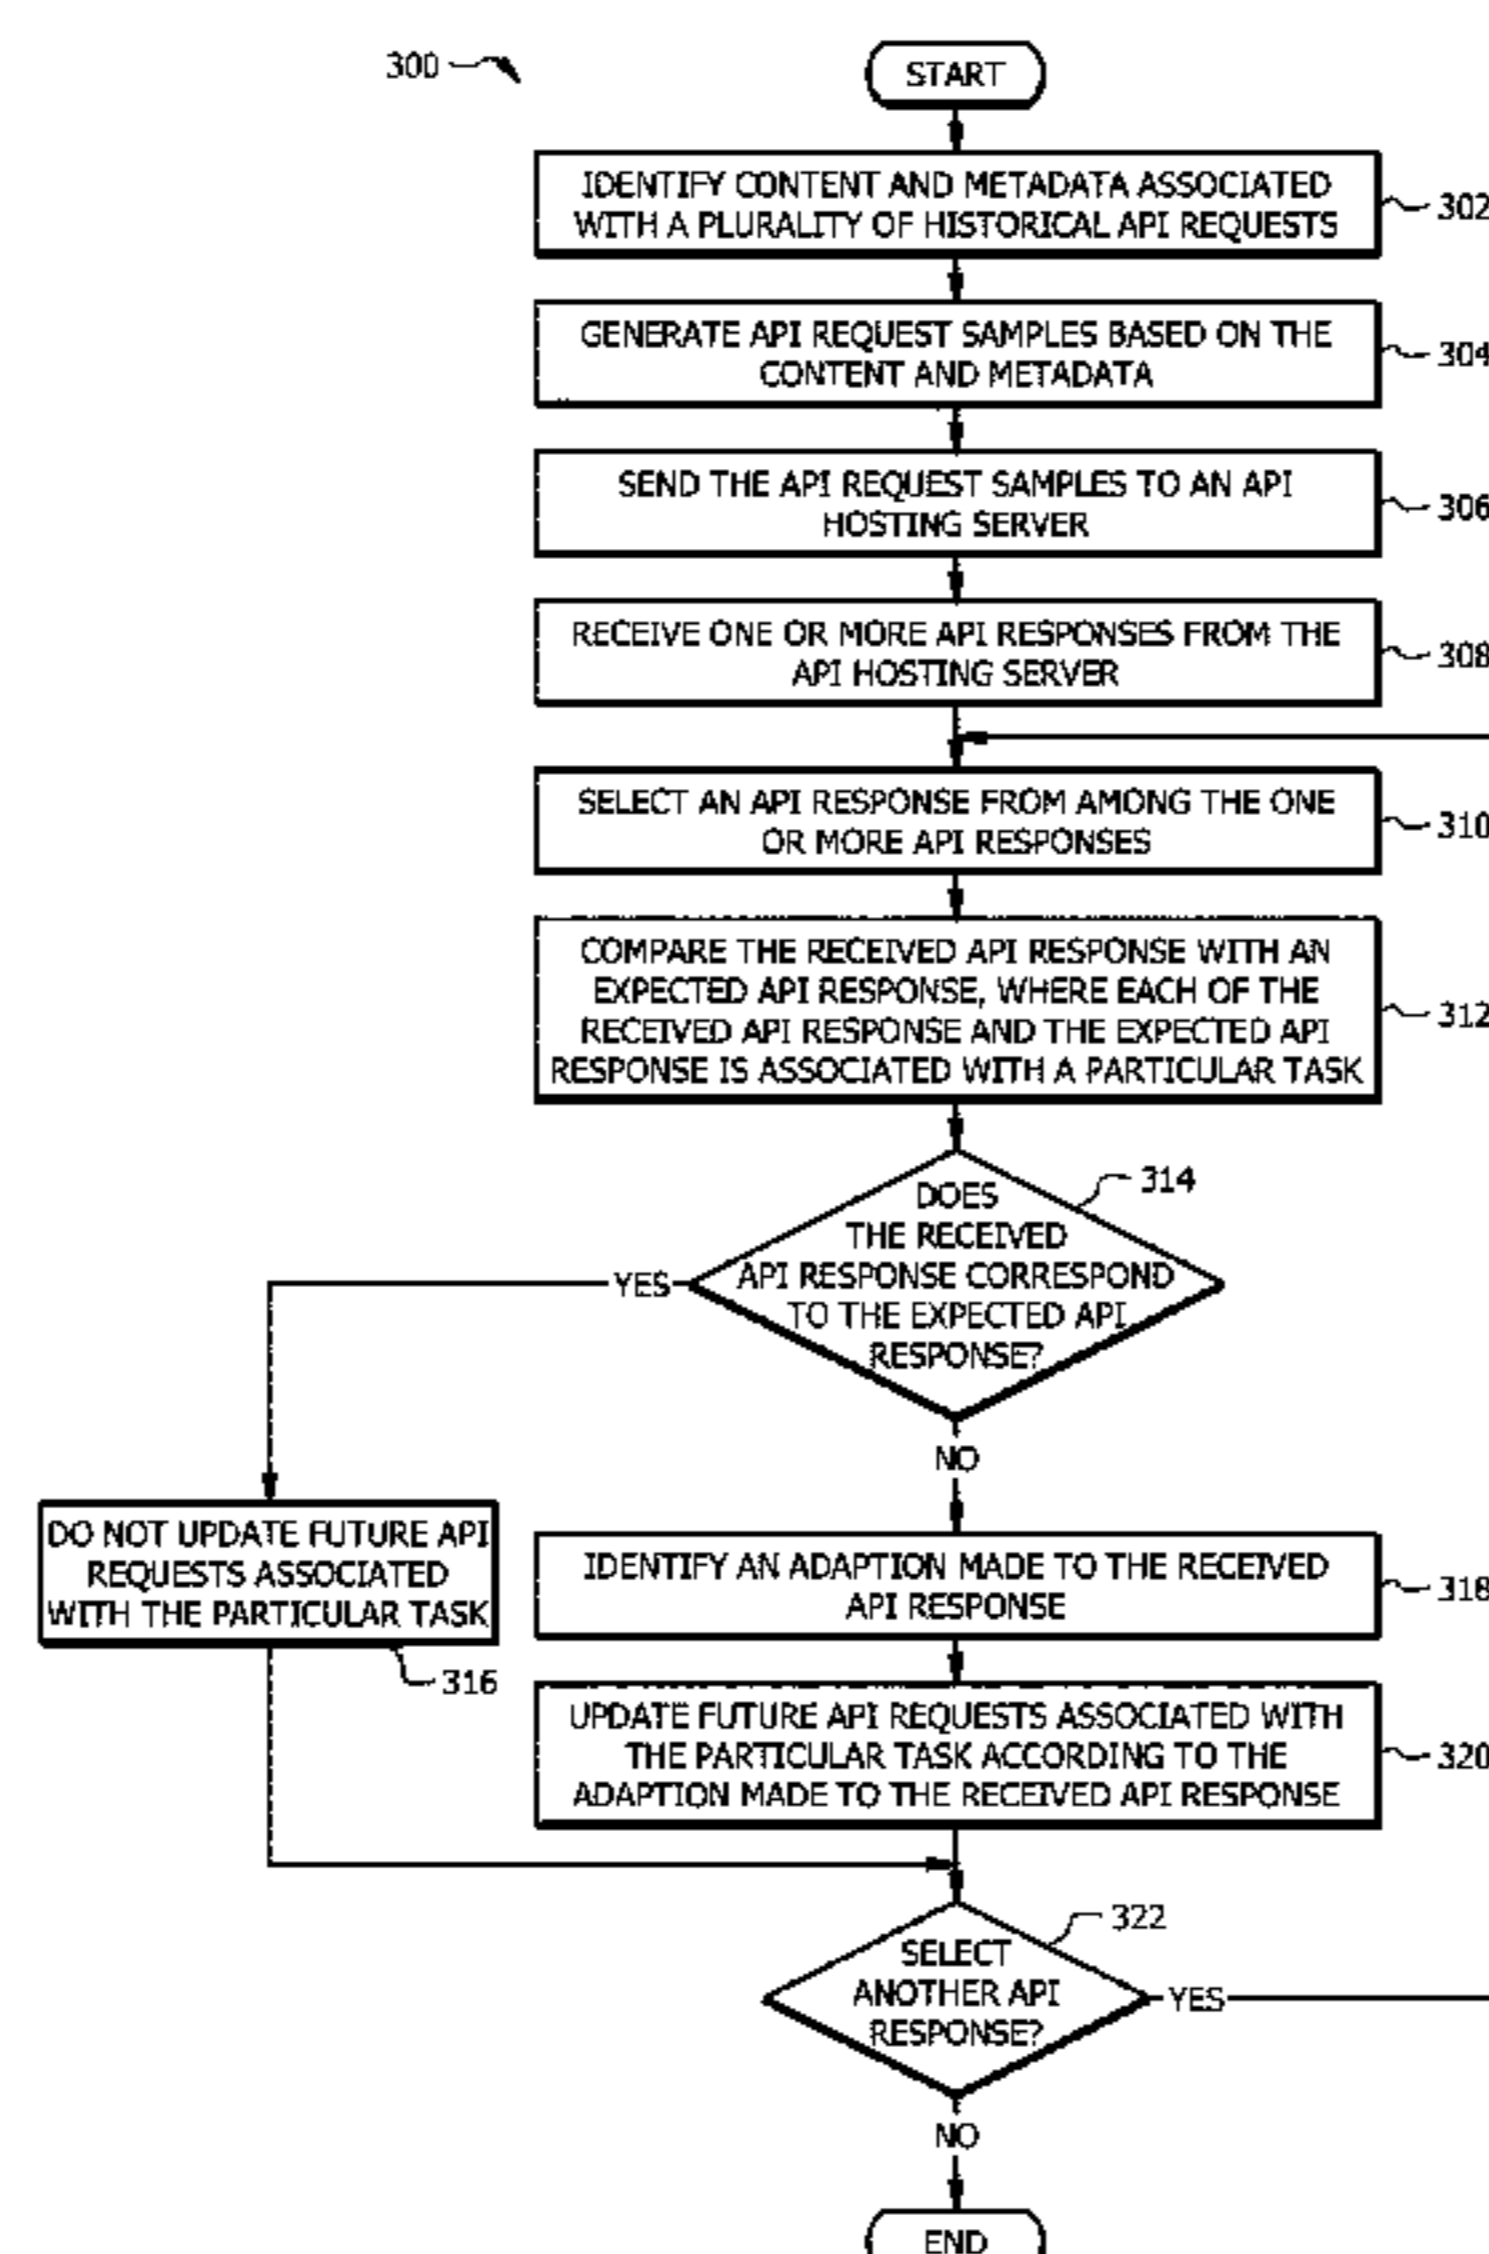 300
START
IDENTIFY CONTENT AND METADATA ASSOCIATED
WITH A PLURALITY OF HISTORICAL API REQUESTS
302
GENERATE API REQUEST SAMPLES BASED ON THE
CONTENT AND METADATA
304
SEND THE API REQUEST SAMPLES TO AN API
HOSTING SERVER
306
RECEIVE ONE OR MORE API RESPONSES FROM THE
API HOSTING SERVER
308
SELECT AN API RESPONSE FROM AMONG THE ONE
OR MORE API RESPONSES
310
COMPARE THE RECEIVED API RESPONSE WITH AN
EXPECTED API RESPONSE, WHERE EACH OF THE
RECEIVED API RESPONSE AND THE EXPECTED API
RESPONSE IS ASSOCIATED WITH A PARTICULAR TASK
312
DOES
THE RECEIVED
API RESPONSE CORRESPOND
TO THE EXPECTED API
RESPONSE?
314
YES
NO
DO NOT UPDATE FUTURE API
REQUESTS ASSOCIATED
WITH THE PARTICULAR TASK
316
IDENTIFY AN ADAPTION MADE TO THE RECEIVED
API RESPONSE
318
UPDATE FUTURE API REQUESTS ASSOCIATED WITH
THE PARTICULAR TASK ACCORDING TO THE
ADAPTION MADE TO THE RECEIVED API RESPONSE
320
SELECT
ANOTHER API
RESPONSE?
322
YES
NO
END